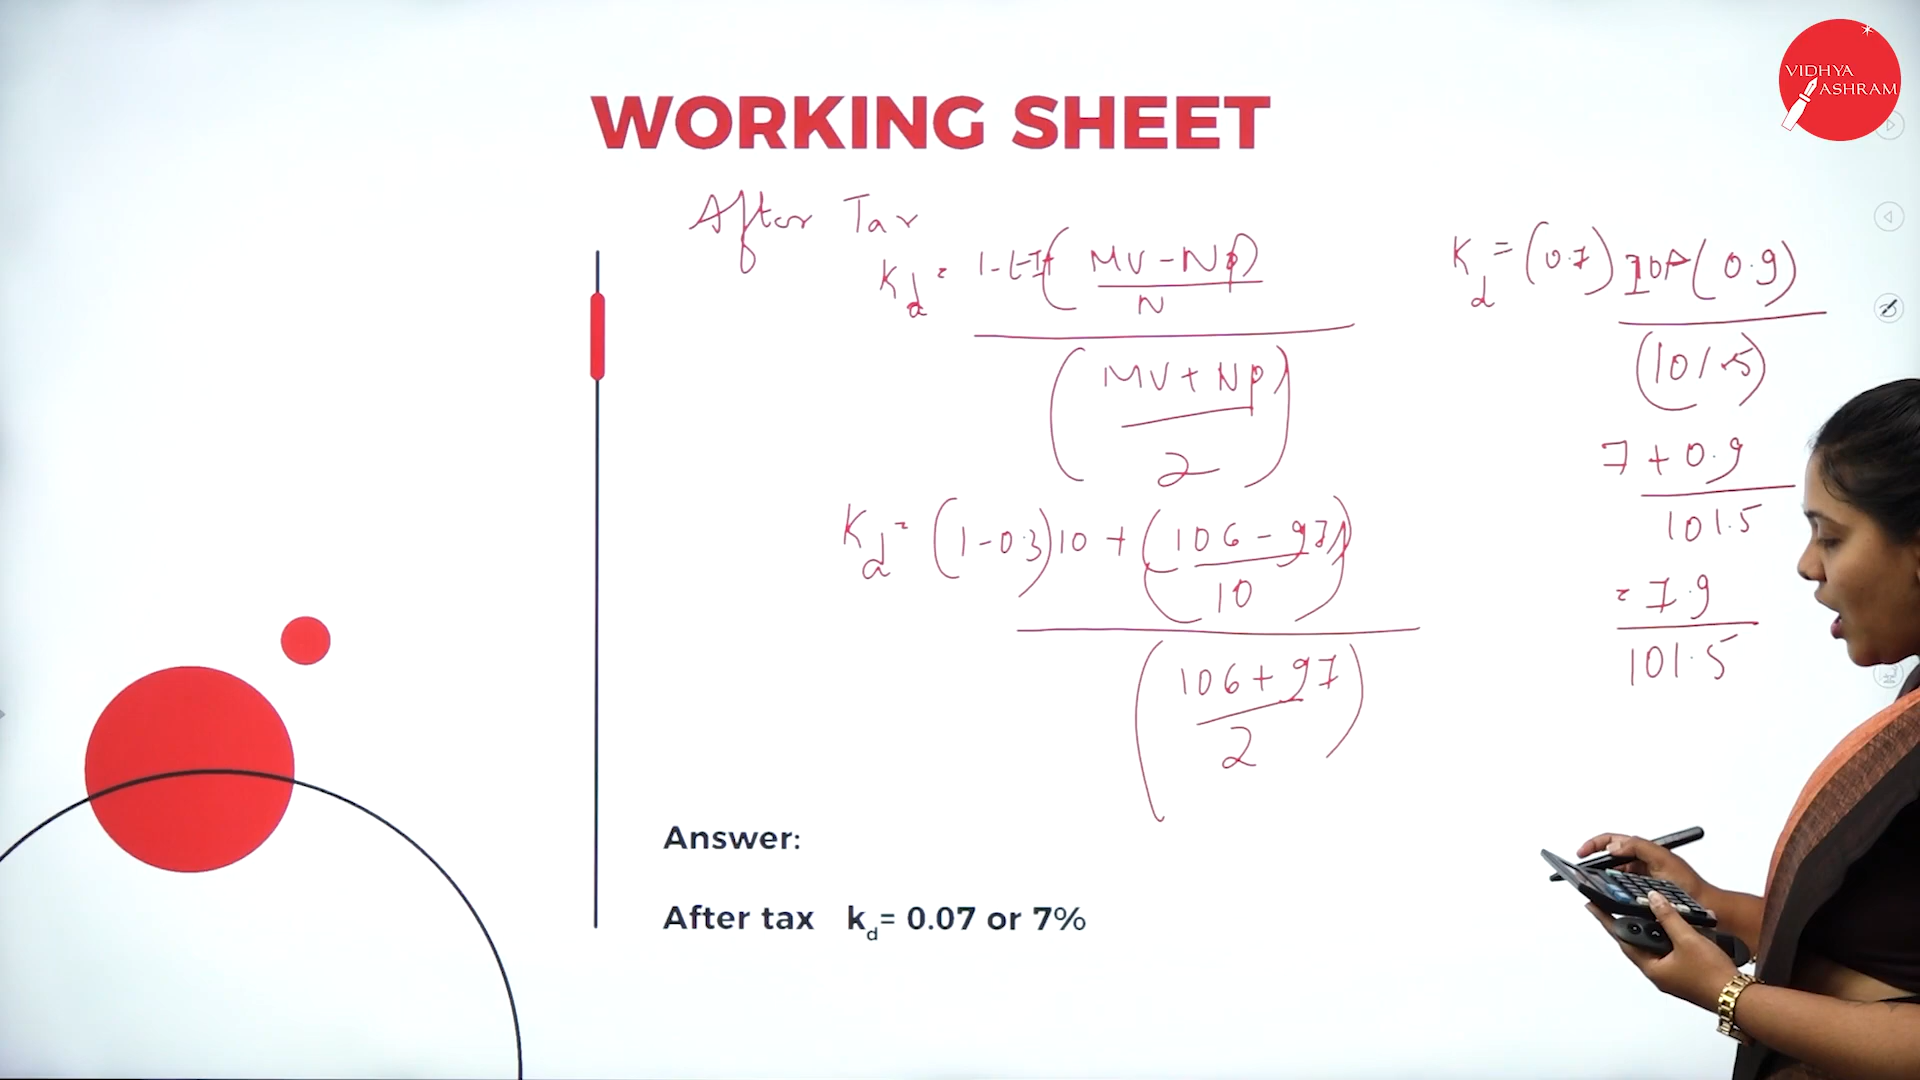 VIDHYA
ASHRAM
WORKING SHEET
After Tax
Kd = 1-(-I+(MV-NP)
N
(MV+NP)
2
Kd = (1-0.3)10+(106-97)
10
(106+97)
2
Kd = (0.7)10+(0.9)
(101.5)
7+0.9
101.5
= 7.9
101.5
Answer:
After tax kd= 0.07 or 7%